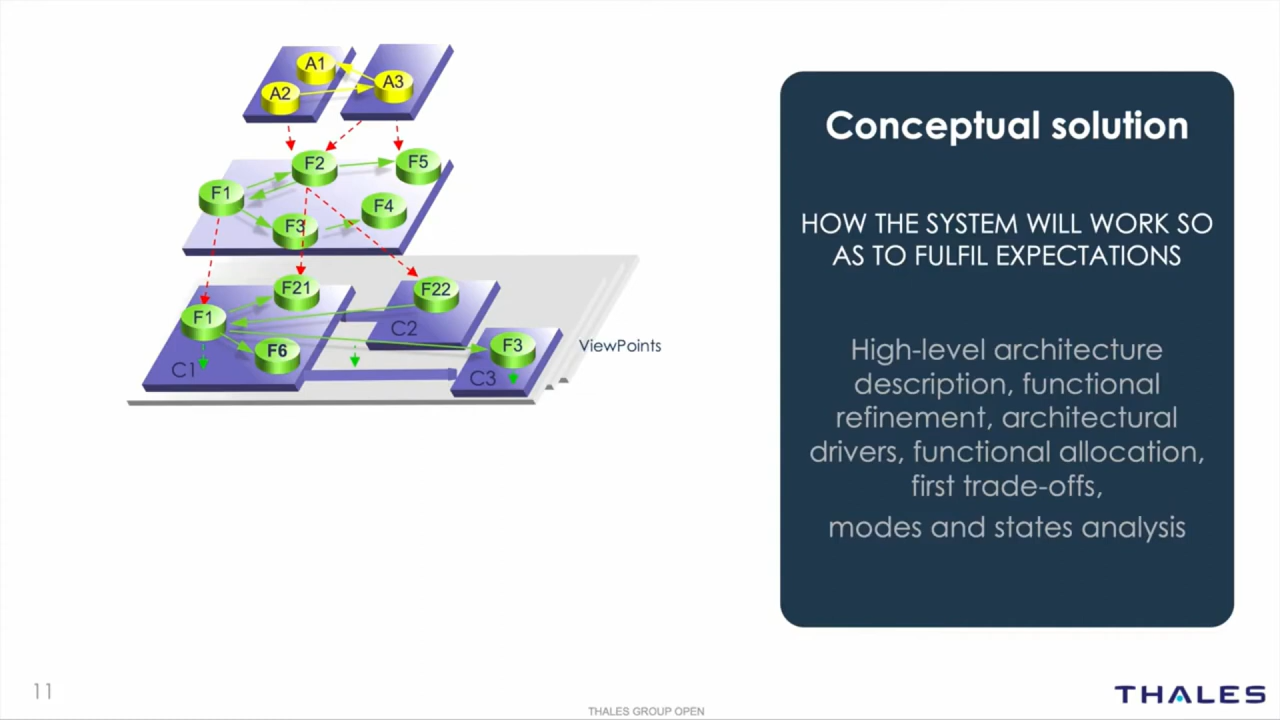 A1
A2
A3
F2
F5
F1
F4
F3
F21
F22
F1
C2
F6
F3
C1
C3
ViewPoints
Conceptual solution
HOW THE SYSTEM WILL WORK SO
AS TO FULFIL EXPECTATIONS
High-level architecture
description, functional
refinement, architectural
drivers, functional allocation,
first trade-offs,
modes and states analysis
11
THALES GROUP OPEN
THALES